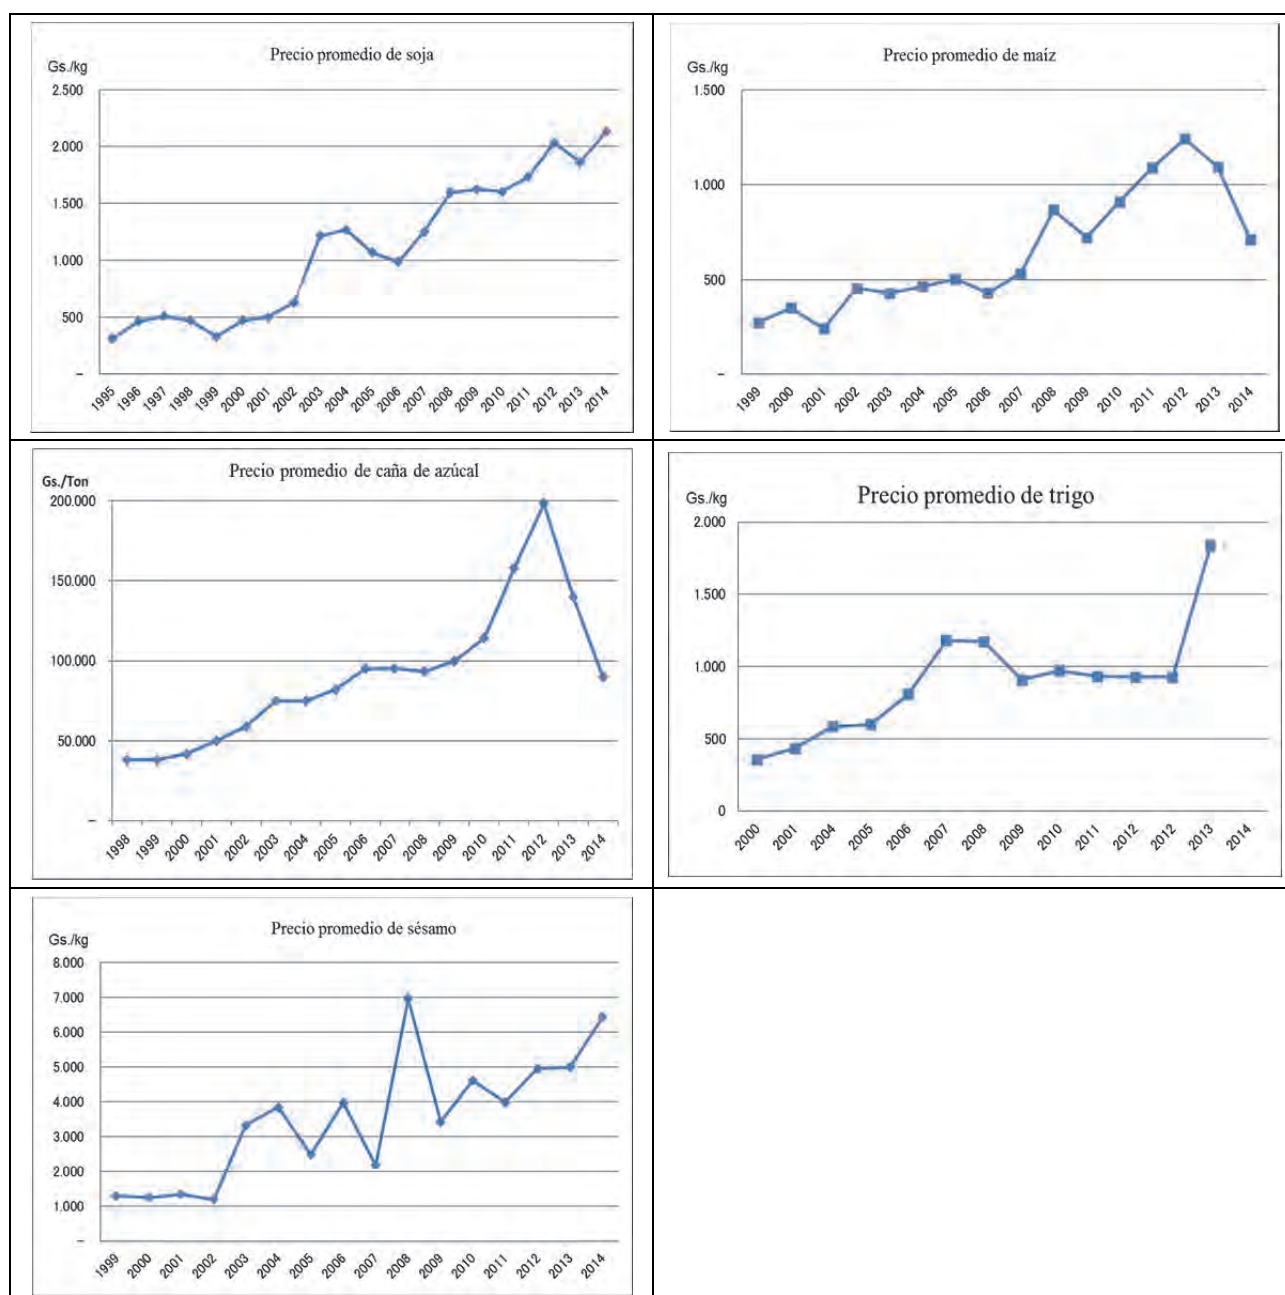 Precio promedio de soja
Gs./kg
2.500
2.000
1.500
1.000
500
–
1995 1996 1997 1998 1999 2000 2001 2002 2003 2004 2005 2006 2007 2008 2009 2010 2011 2012 2013 2014
Precio promedio de maíz
Gs./kg
1.500
1.000
500
–
1999 2000 2001 2002 2003 2004 2005 2006 2007 2008 2009 2010 2011 2012 2013 2014
Precio promedio de caña de azúcal
Gs./Ton
200.000
150.000
100.000
50.000
–
1998 1999 2000 2001 2002 2003 2004 2005 2006 2007 2008 2009 2010 2011 2012 2013 2014
Precio promedio de trigo
Gs./kg
2.000
1.500
1.000
500
0
2000 2001 2004 2005 2006 2007 2008 2009 2010 2011 2012 2012 2013 2014
Precio promedio de sésamo
Gs./kg
8.000
7.000
6.000
5.000
4.000
3.000
2.000
1.000
–
1999 2000 2001 2002 2003 2004 2005 2006 2007 2008 2009 2010 2011 2012 2013 2014